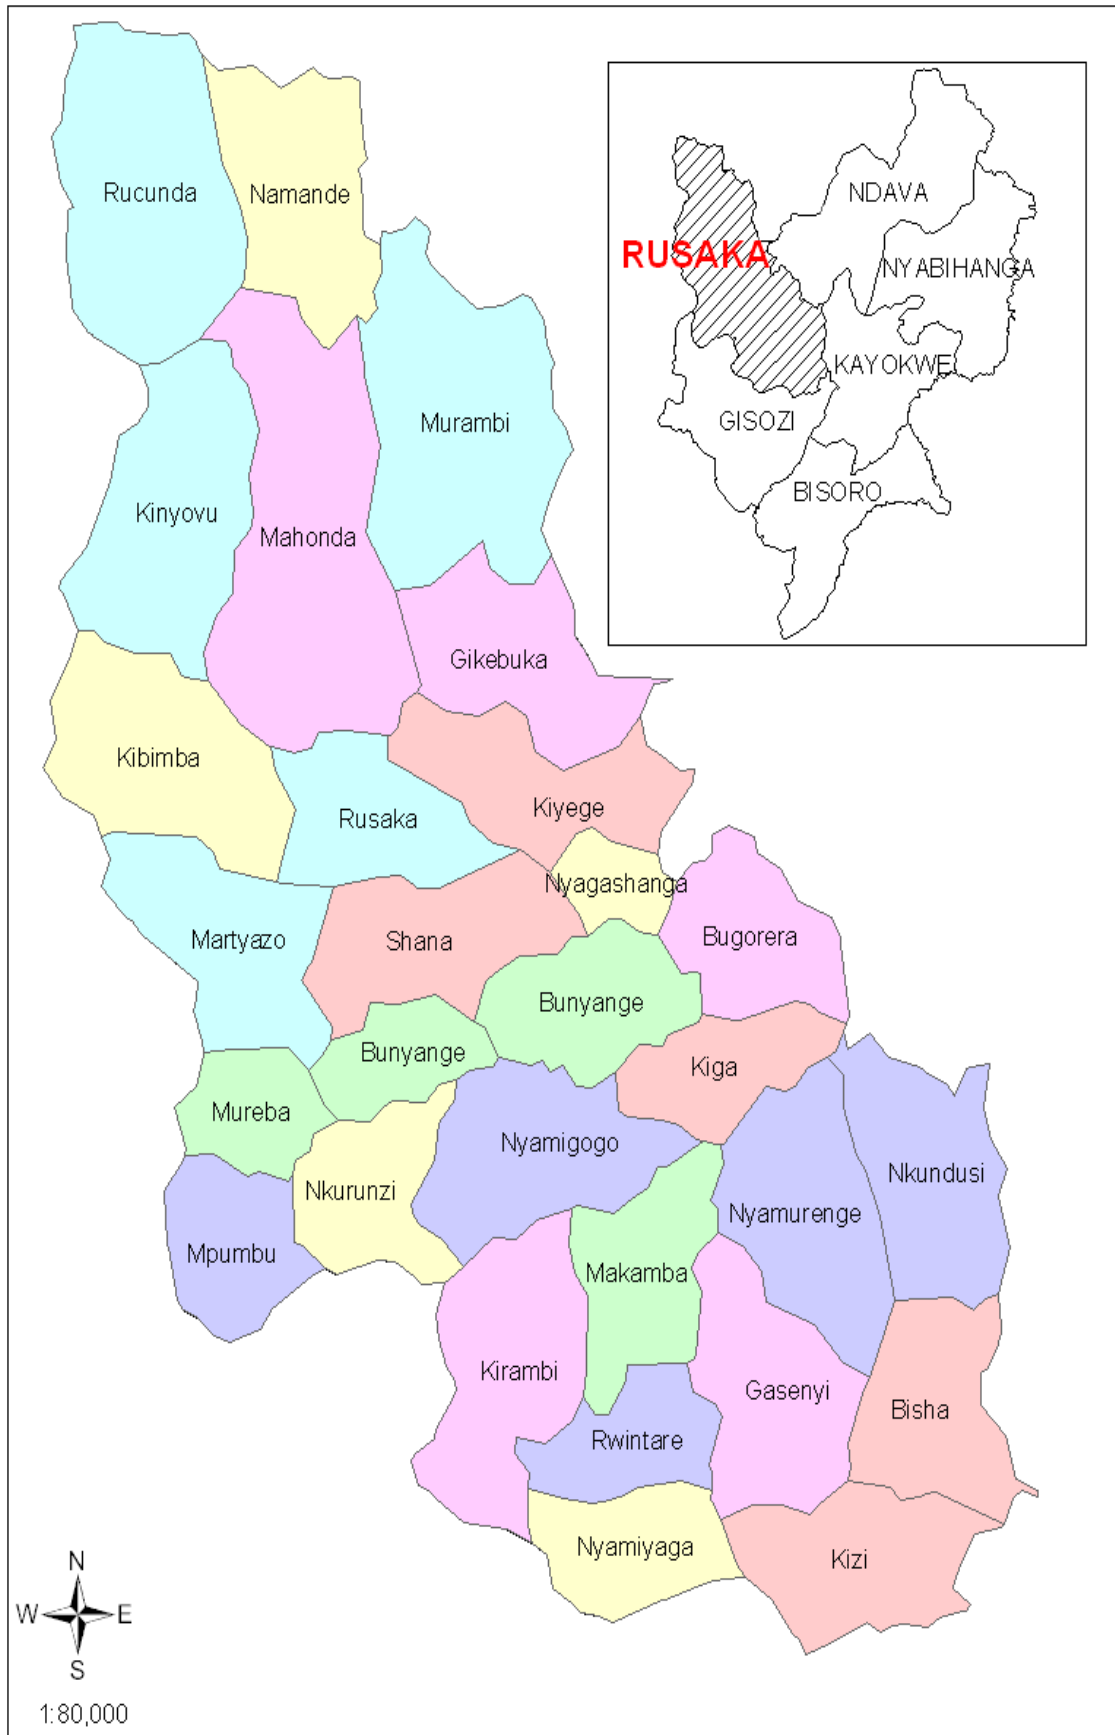 Rucunda
Namande
NDAVA
RUSAKA
NYABIHANGA
KAYOKWE
GISOZI
BISORO
Murambi
Kinyovu
Mahonda
Gikebuka
Kibimba
Kiyege
Rusaka
Nyagashanga
Martyazo
Shana
Bugorera
Bunyange
Bunyange
Kiga
Mureba
Nyamigogo
Nkundusi
Nkurunzi
Nyamurenge
Mpumbu
Makamba
Kirambi
Gasenyi
Bisha
Rwintare
Nyamiyaga
Kizi
N
W
E
S
1:80,000